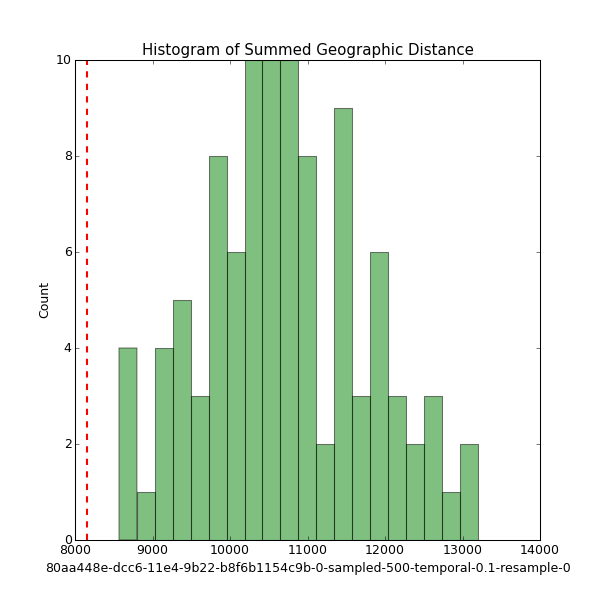 Histogram of Summed Geographic Distance
10
8
6
4
2
0
Count
8000 9000 10000 11000 12000 13000 14000
80aa448e-dcc6-11e4-9b22-b8f6b1154c9b-0-sampled-500-temporal-0.1-resample-0